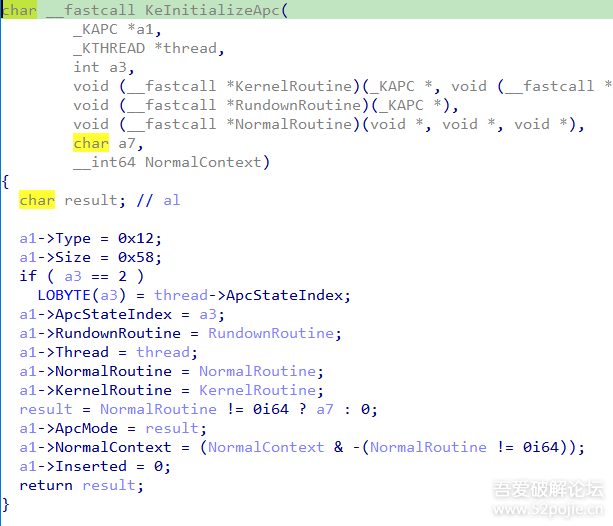 char __fastcall KeInitializeApc(
        _KAPC *a1,
        _KTHREAD *thread,
        int a3,
        void (__fastcall *KernelRoutine)(_KAPC *, void (__fastcall *
        void (__fastcall *RundownRoutine)(_KAPC *),
        void (__fastcall *NormalRoutine)(void *, void *, void *),
        char a7,
        __int64 NormalContext)
{
  char result; // al
  a1->Type = 0x12;
  a1->Size = 0x58;
  if ( a3 == 2 )
    LOBYTE(a3) = thread->ApcStateIndex;
  a1->ApcStateIndex = a3;
  a1->RundownRoutine = RundownRoutine;
  a1->Thread = thread;
  a1->NormalRoutine = NormalRoutine;
  a1->KernelRoutine = KernelRoutine;
  result = NormalRoutine != 0i64 ? a7 : 0;
  a1->ApcMode = result;
  a1->NormalContext = (NormalContext & -(NormalRoutine != 0i64));
  a1->Inserted = 0;
  return result;
}
吾爱破解论坛
www.52pojie.cn